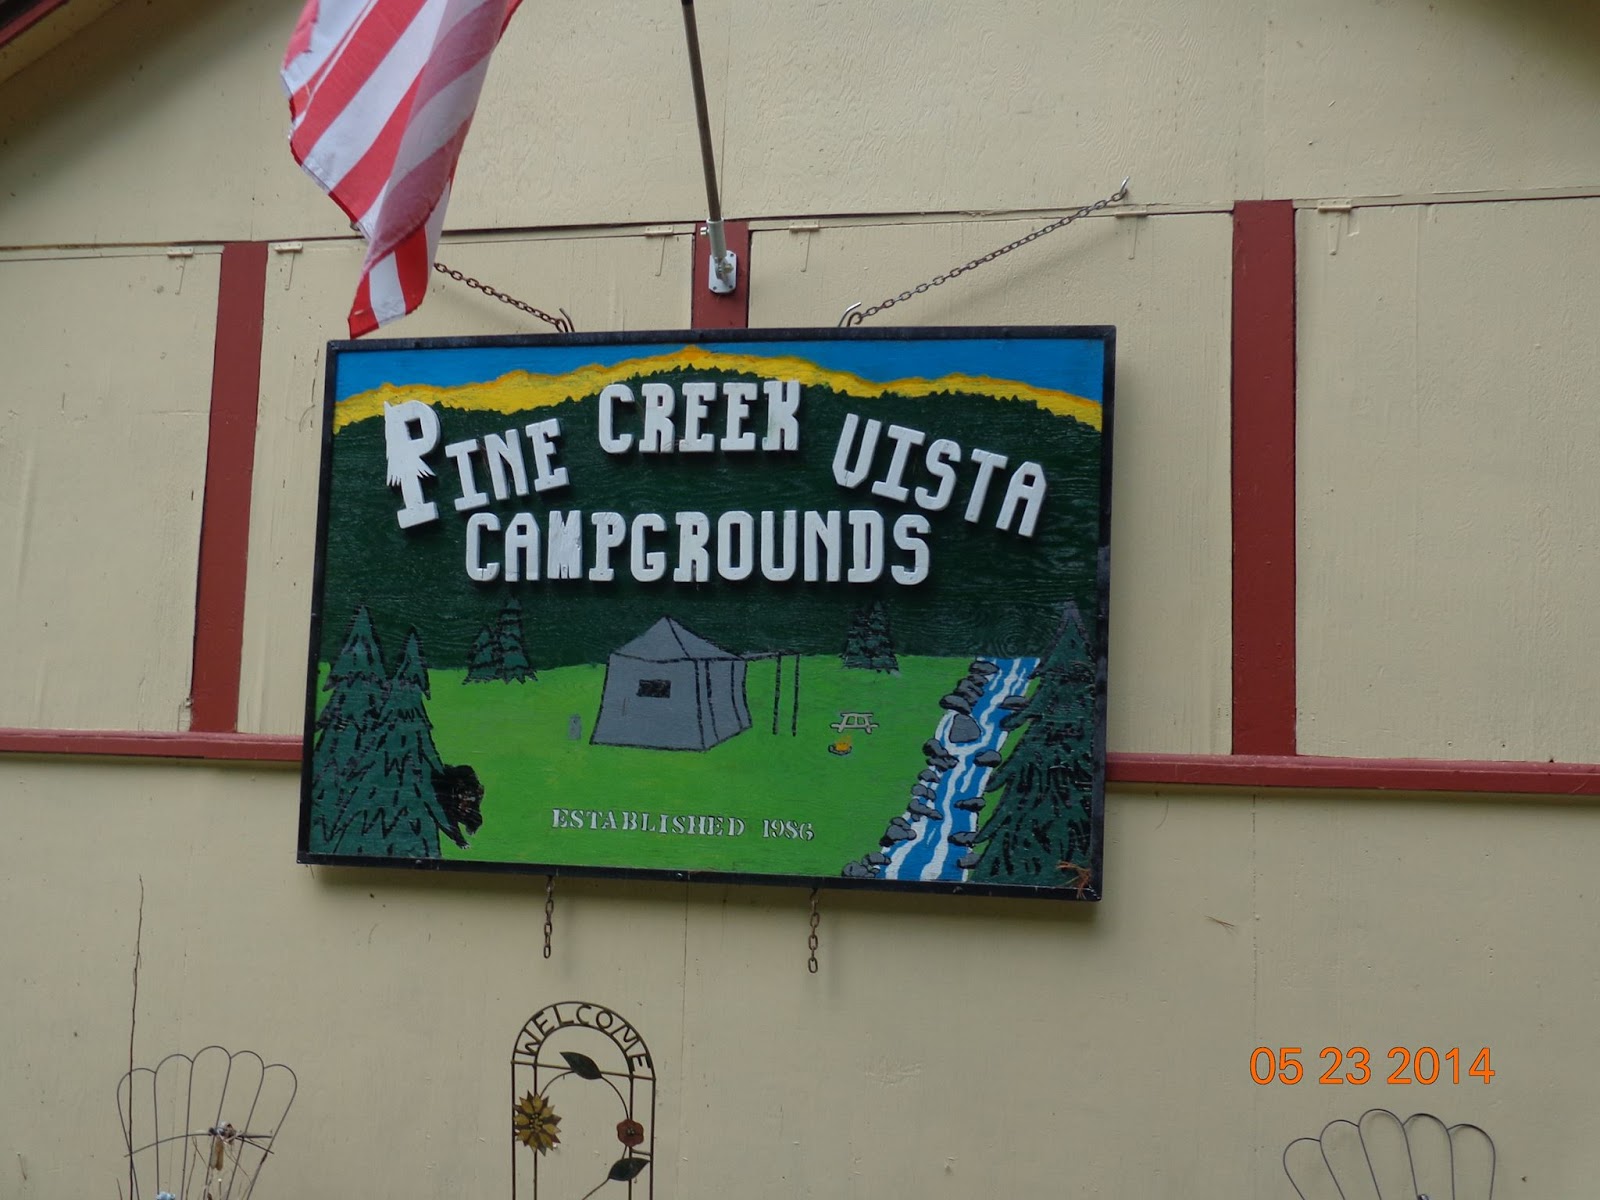 PINE CREEK VISTA
CAMPGROUNDS
ESTABLISHED 1986
WELCOME
05 23 2014